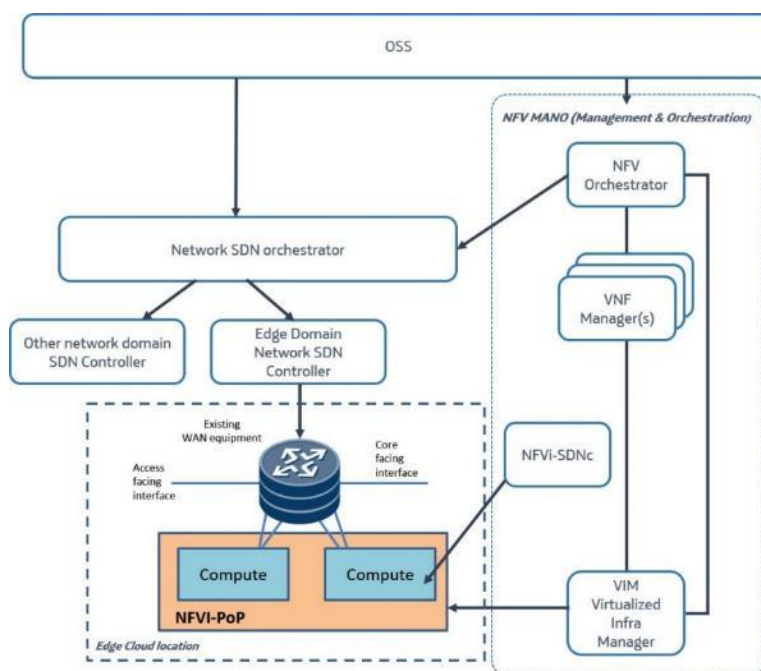 OSS
NFV MANO (Management & Orchestration)
NFV
Orchestrator
Network SDN orchestrator
VNF
Manager(s)
Other network domain
SDN Controller
Edge Domain
Network SDN
Controller
Existing
WAN equipment
Access
facing
interface
Core
facing
interface
NFVi-SDNc
Compute
Compute
NFVI-PoP
VIM
Virtualized
Infra
Manager
Edge Cloud location